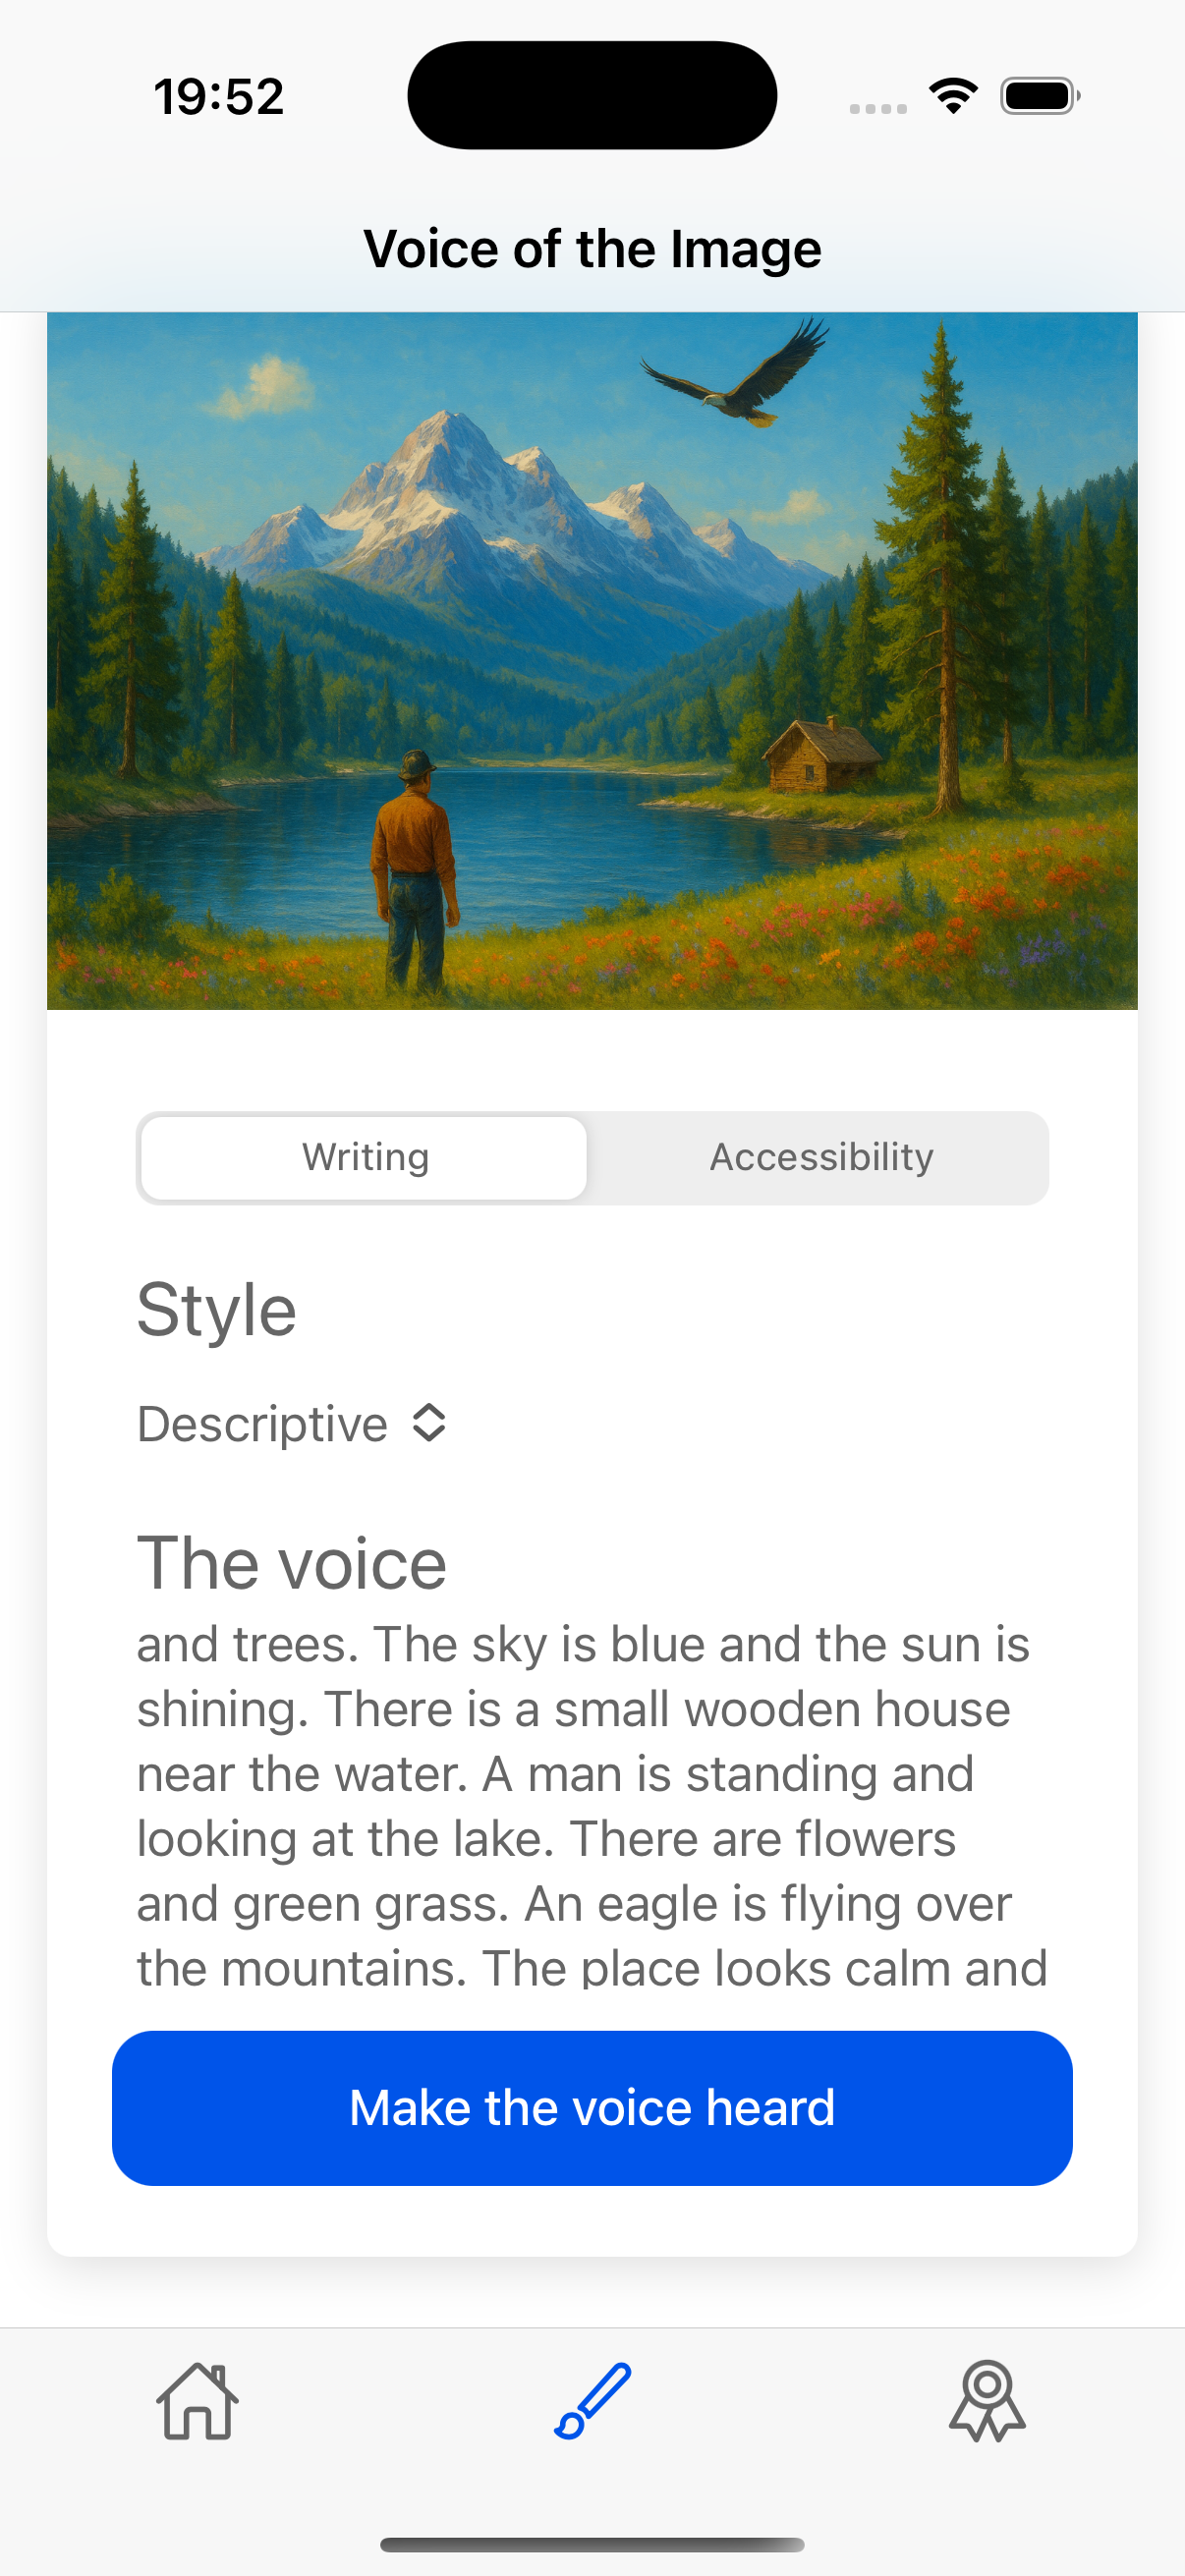 19:52
Voice of the Image
Writing
Accessibility
Style
Descriptive
The voice
and trees. The sky is blue and the sun is
shining. There is a small wooden house
near the water. A man is standing and
looking at the lake. There are flowers
and green grass. An eagle is flying over
the mountains. The place looks calm and
Make the voice heard